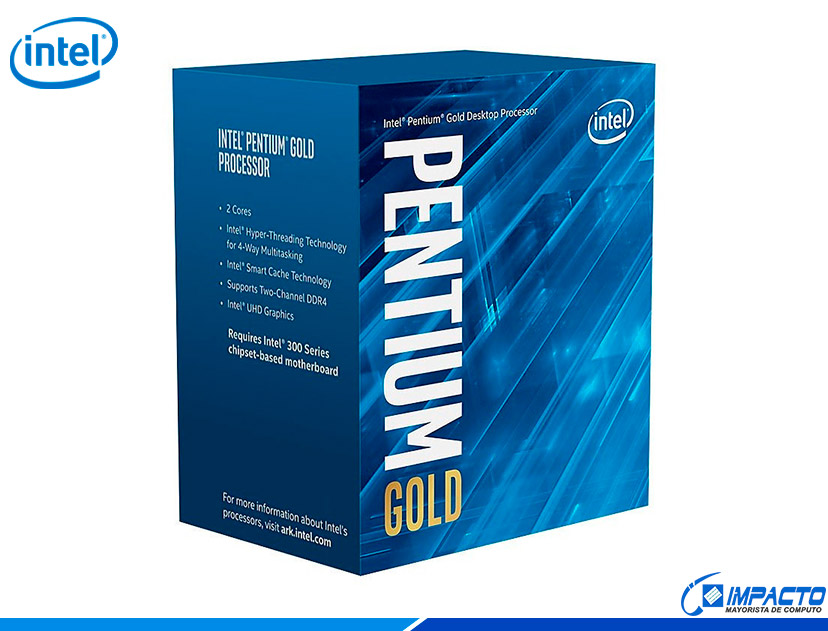 intel®
Intel® Pentium® Gold Desktop Processor
intel®
PENTIUM
GOLD
INTEL® PENTIUM® GOLD
PROCESSOR
• 2 Cores
• Intel® Hyper-Threading Technology
for 4-Way Multitasking
• Intel® Smart Cache Technology
• Supports Two-Channel DDR4
• Intel® UHD Graphics
Requires Intel® 300 Series
chipset-based motherboard
For more information about Intel's
processors, visit ark.intel.com
IMPACTO
MAYORISTA DE COMPUTO